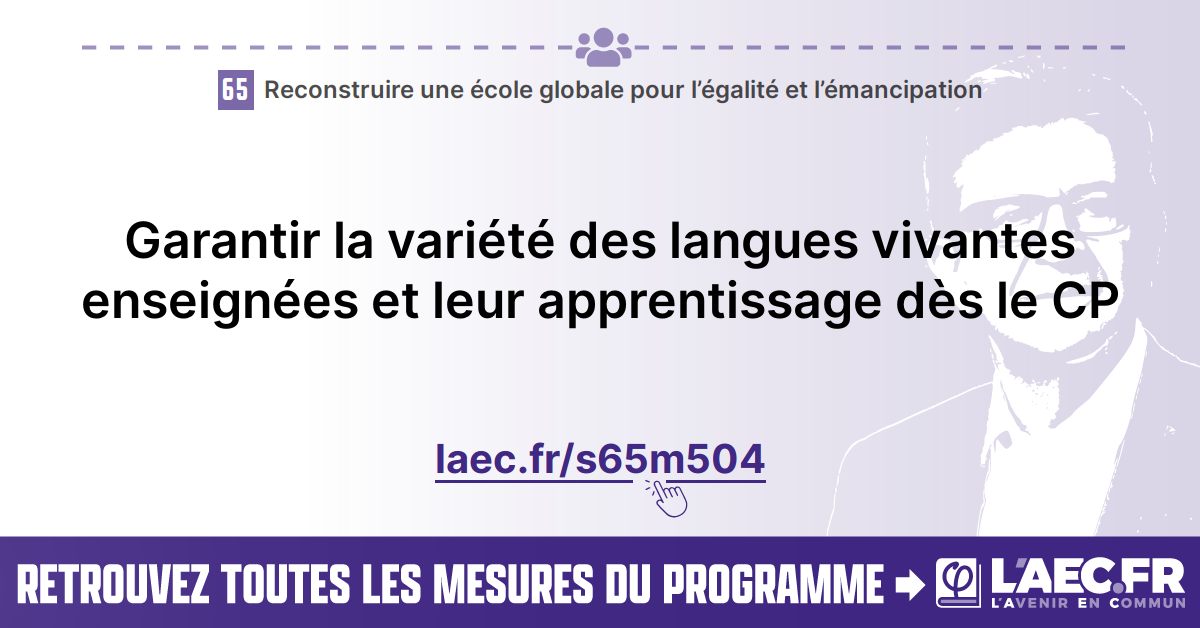 65 Reconstruire une école globale pour l’égalité et l’émancipation
Garantir la variété des langues vivantes
enseignées et leur apprentissage dès le CP
laec.fr/s65m504
RETROUVEZ TOUTES LES MESURES DU PROGRAMME
L'AEC.FR
L'AVENIR EN COMMUN